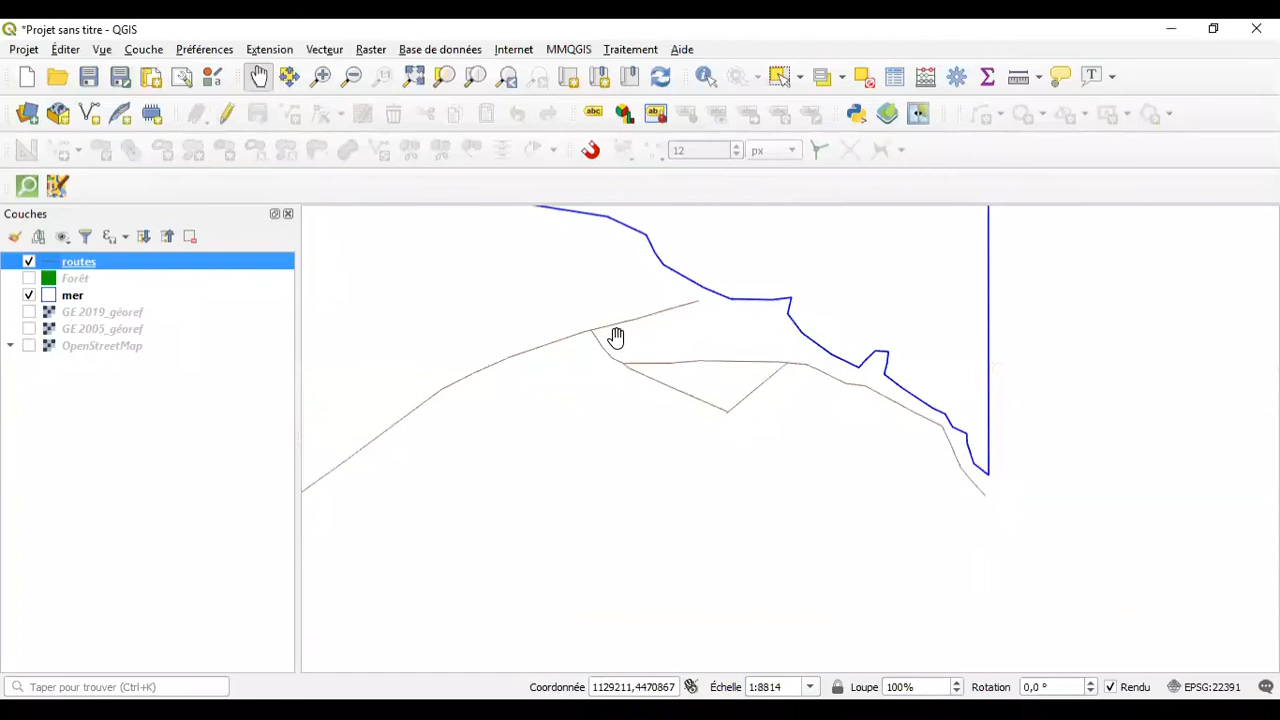 *Projet sans titre - QGIS
Projet Éditer Vue Couche Préférences Extension Vecteur Raster Base de données Internet MMQGIS Traitement Aide
abc ab
12 px
Couches
routes
Forêt
mer
GE 2019_géoref
GE 2005_géoref
OpenStreetMap
Taper pour trouver (Ctrl+K) Coordonnée 1129211,4470867 Échelle 1:8814 Loupe 100% Rotation 0,0 ° Rendu EPSG:22391